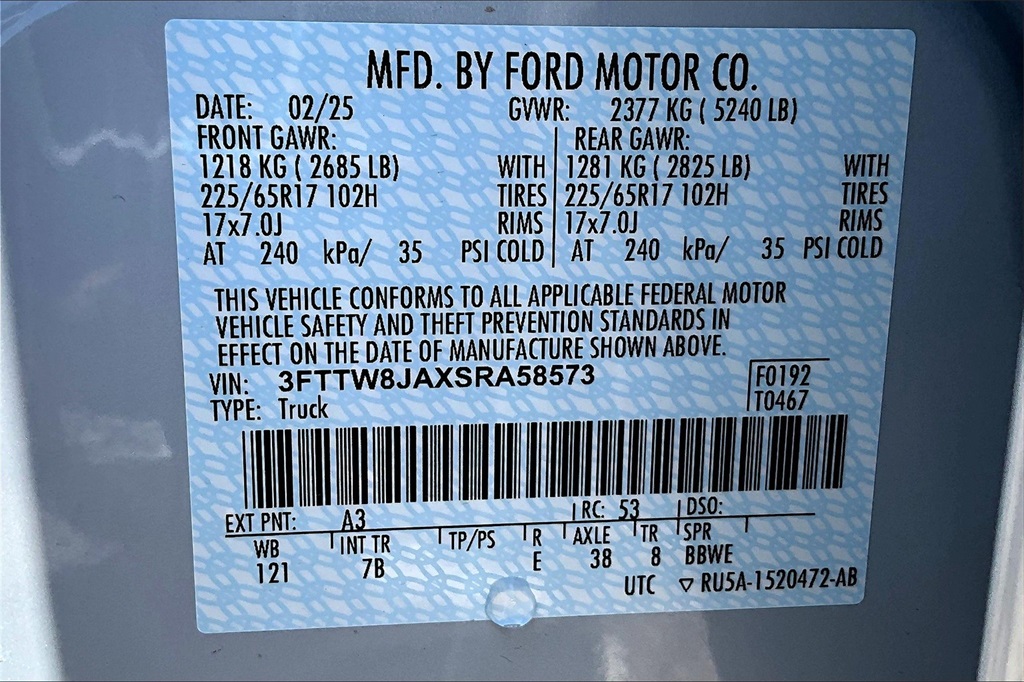 MFD. BY FORD MOTOR CO.
DATE: 02/25 GVWR: 2377 KG ( 5240 LB)
FRONT GAWR: REAR GAWR:
1218 KG ( 2685 LB) WITH 1281 KG ( 2825 LB) WITH
225/65R17 102H TIRES 225/65R17 102H TIRES
17x7.0J RIMS 17x7.0J RIMS
AT 240 kPa/ 35 PSI COLD AT 240 kPa/ 35 PSI COLD
THIS VEHICLE CONFORMS TO ALL APPLICABLE FEDERAL MOTOR
VEHICLE SAFETY AND THEFT PREVENTION STANDARDS IN
EFFECT ON THE DATE OF MANUFACTURE SHOWN ABOVE.
VIN: 3FTTW8JAXSRA58573 F0192
TYPE: Truck T0467
EXT PNT: A3 RC: 53 DSO:
WB INT TR TP/PS R AXLE TR SPR
121 7B E 38 8 BBWE
UTC ▽ RU5A-1520472-AB